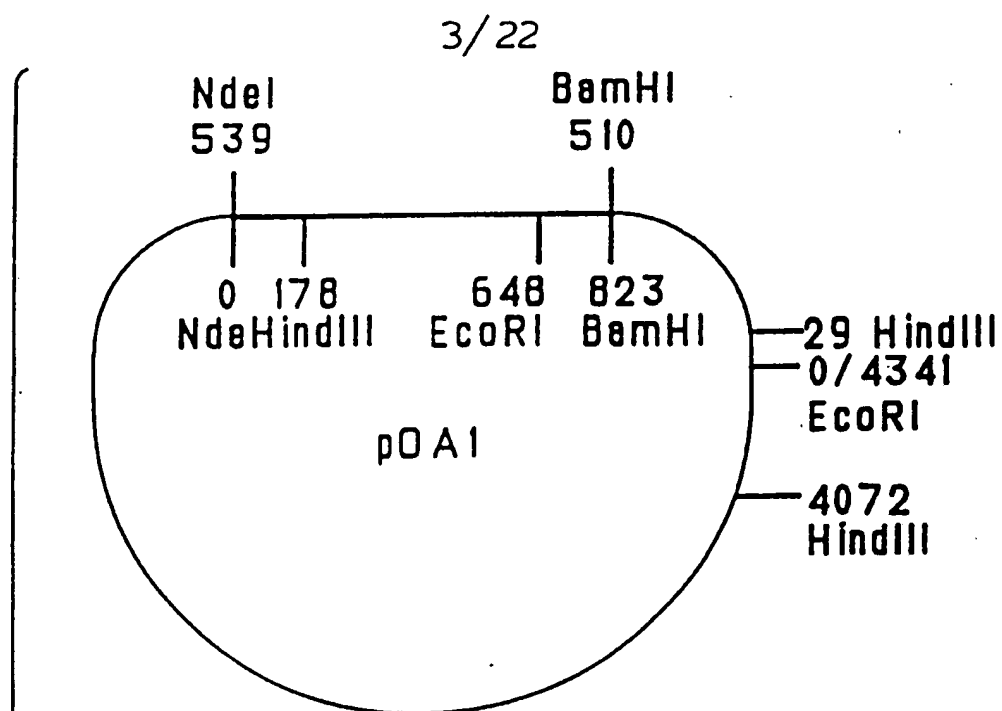 3/22
NdeI BamHI
539 510
0 178 648 823
NdeHindIII EcoRI BamHI
29 HindIII
0/4341
EcoRI
pOA1
4072
HindIII